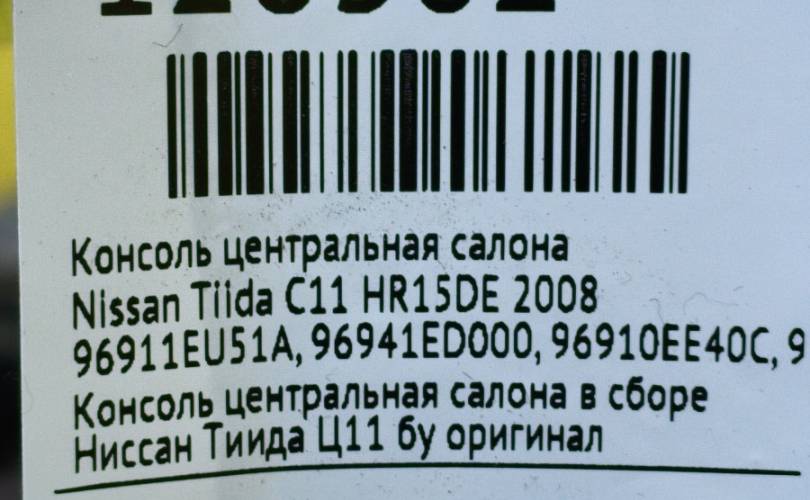 Консоль центральная салона
Nissan Tiida C11 HR15DE 2008
96911EU51A, 96941ED000, 96910EE40C, 9
Консоль центральная салона в сборе
Ниссан Тиида Ц11 бу оригинал